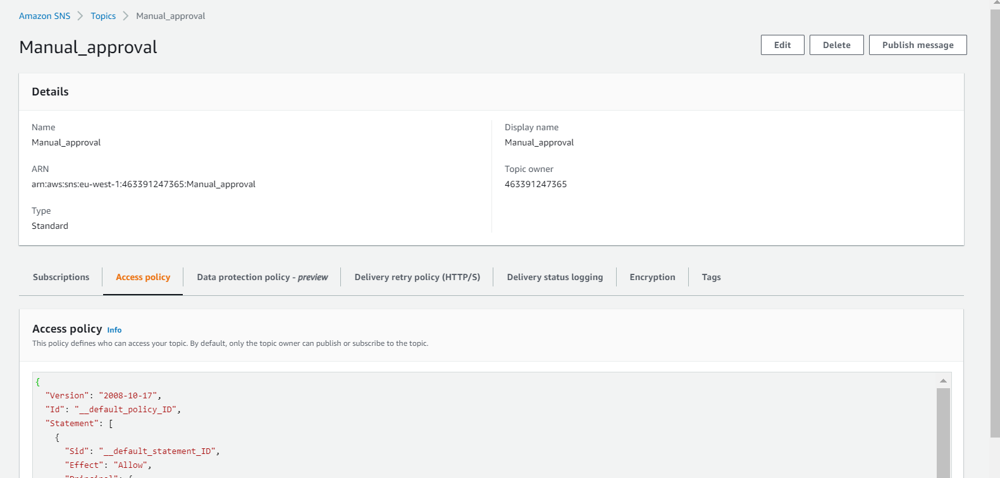 Amazon SNS > Topics > Manual_approval
Manual_approval
Edit
Delete
Publish message
Details
Name
Manual_approval
ARN
arn:aws:sns:eu-west-1:463391247365:Manual_approval
Type
Standard
Display name
Manual_approval
Topic owner
463391247365
Subscriptions
Access policy
Data protection policy - preview
Delivery retry policy (HTTP/S)
Delivery status logging
Encryption
Tags
Access policy Info
This policy defines who can access your topic. By default, only the topic owner can publish or subscribe to the topic.
{
"Version": "2008-10-17",
"Id": "__default_policy_ID",
"Statement": [
{
"Sid": "__default_statement_ID",
"Effect": "Allow",
"Principal": {